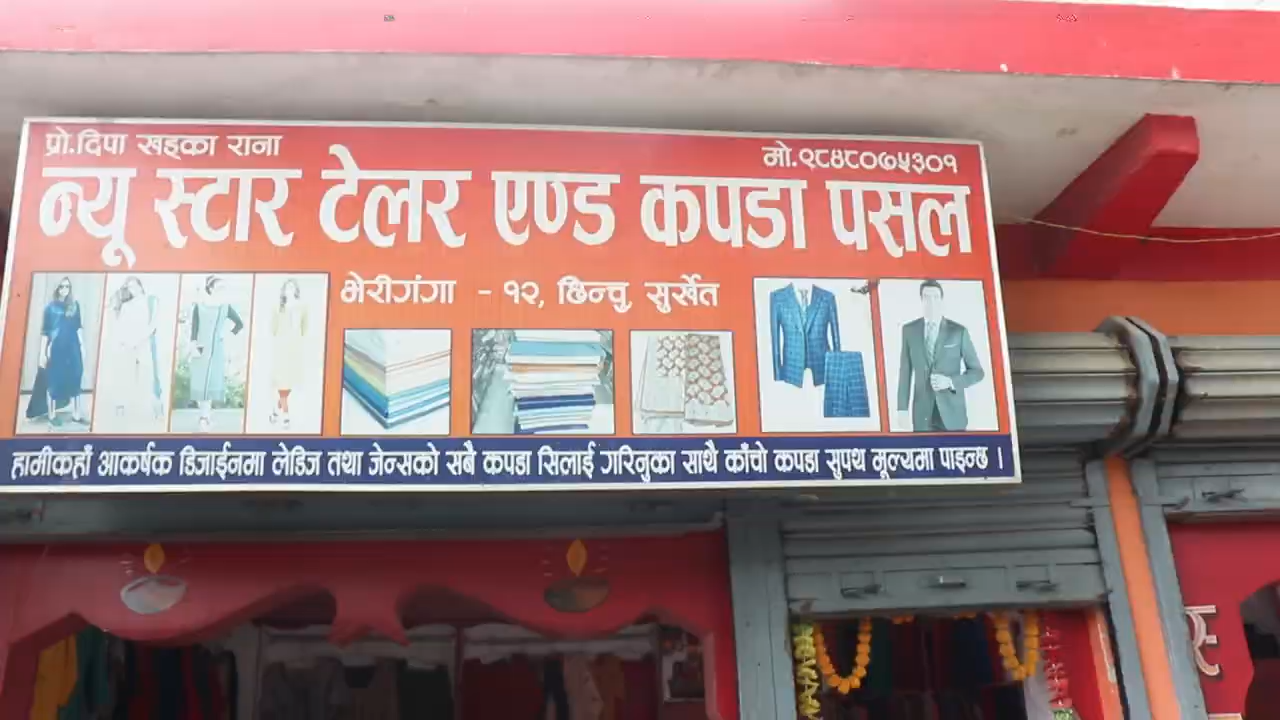 प्रो.दिपा खड्का राना
मो.९८४८०७५३०१
न्यू स्टार टेलर एण्ड कपडा पसल
भेरीगंगा - १२, छिन्चु, सुर्खेत
हामीकहाँ आकर्षक डिजाईनमा लेडिज तथा जेन्सको सबै कपडा सिलाई गरिनुका साथै काँचो कपडा सुपथ मूल्यमा पाइन्छ ।